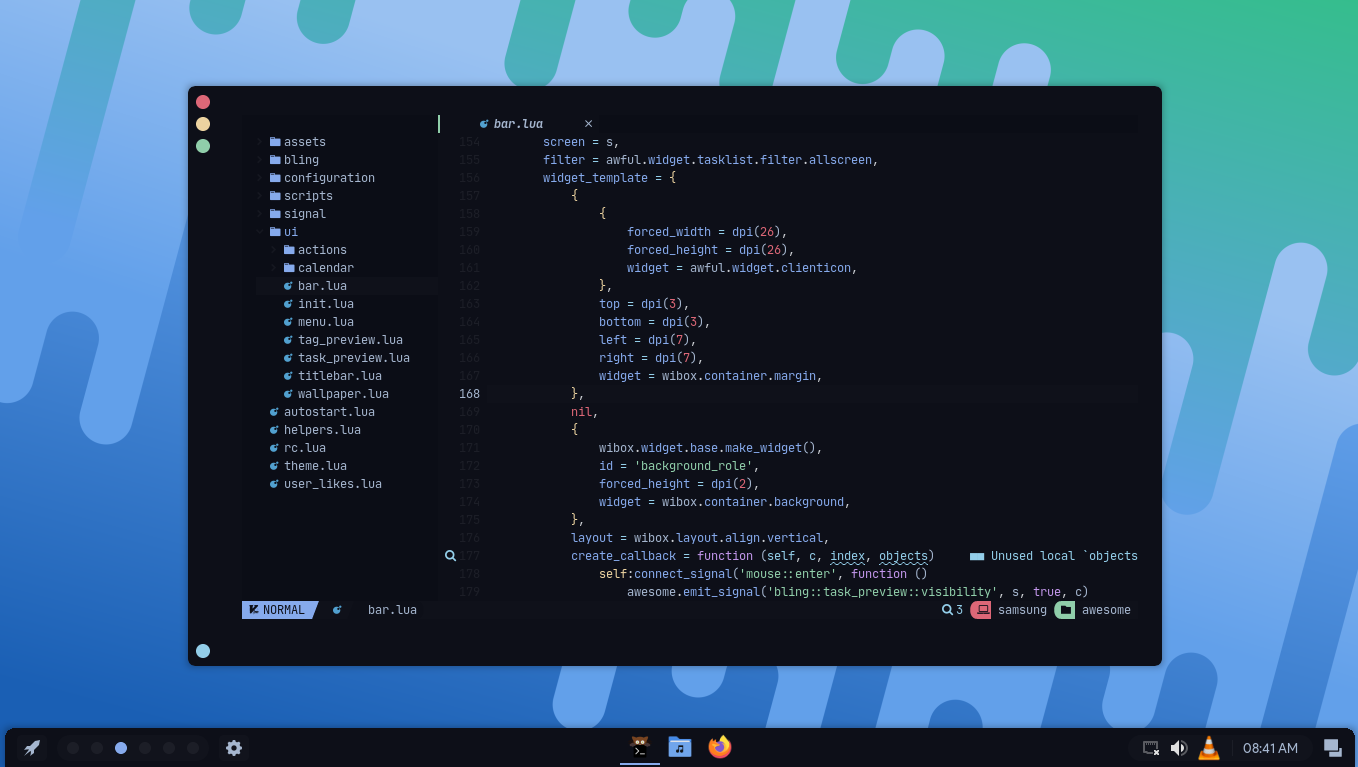 bar.lua ✕
assets
bling
configuration
scripts
signal
ui
actions
calendar
bar.lua
init.lua
menu.lua
tag_preview.lua
task_preview.lua
titlebar.lua
wallpaper.lua
autostart.lua
helpers.lua
rc.lua
theme.lua
user_likes.lua
154 screen = s,
155 filter = awful.widget.tasklist.filter.allscreen,
156 widget_template = {
157 {
158 {
159 forced_width = dpi(26),
160 forced_height = dpi(26),
161 widget = awful.widget.clienticon,
162 },
163 top = dpi(3),
164 bottom = dpi(3),
165 left = dpi(7),
166 right = dpi(7),
167 widget = wibox.container.margin,
168 },
169 nil,
170 {
171 wibox.widget.base.make_widget(),
172 id = 'background_role',
173 forced_height = dpi(2),
174 widget = wibox.container.background,
175 },
176 layout = wibox.layout.align.vertical,
177 create_callback = function (self, c, index, objects) Unused local `objects
178 self:connect_signal('mouse::enter', function ()
179 awesome.emit_signal('bling::task_preview::visibility', s, true, c)
NORMAL bar.lua 3 samsung awesome
08:41 AM